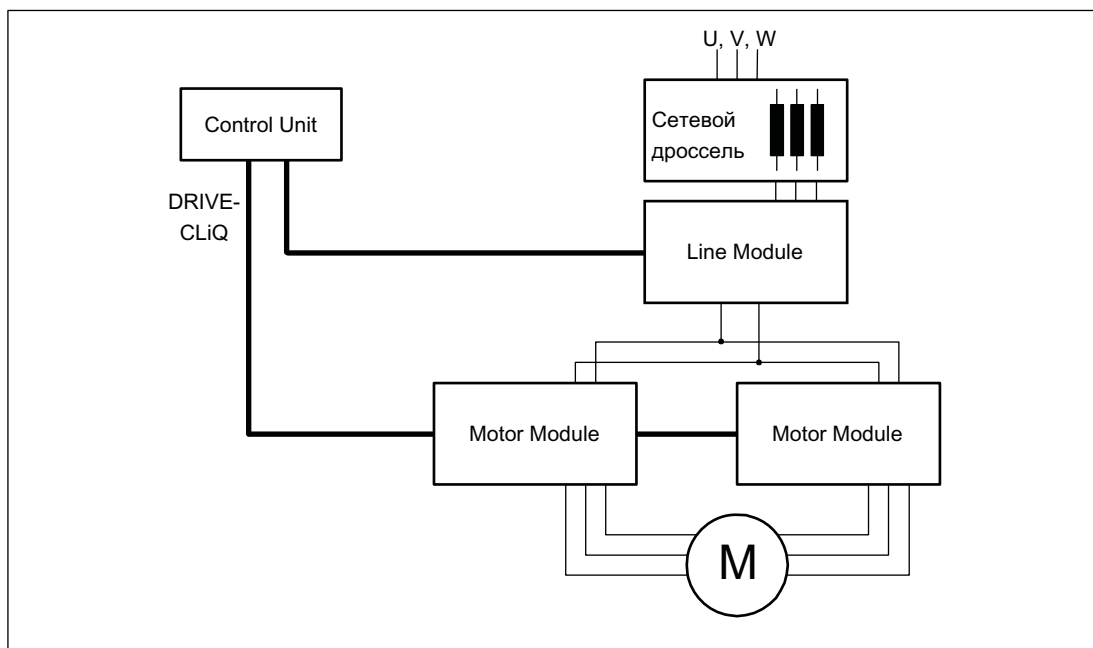 U, V, W
Control Unit
Сетевой
дроссель
DRIVE-
CLiQ
Line Module
Motor Module
Motor Module
M